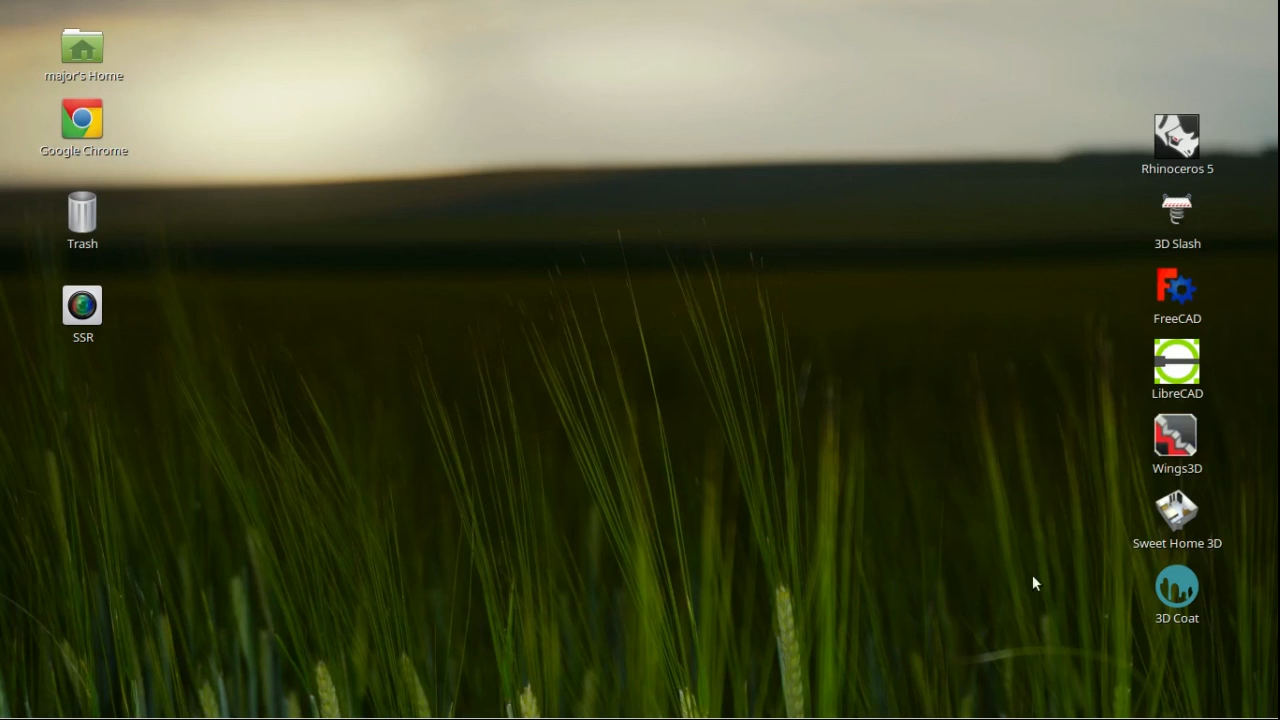 major's Home
Google Chrome
Trash
SSR
Rhinoceros 5
3D Slash
FreeCAD
LibreCAD
Wings3D
Sweet Home 3D
3D Coat